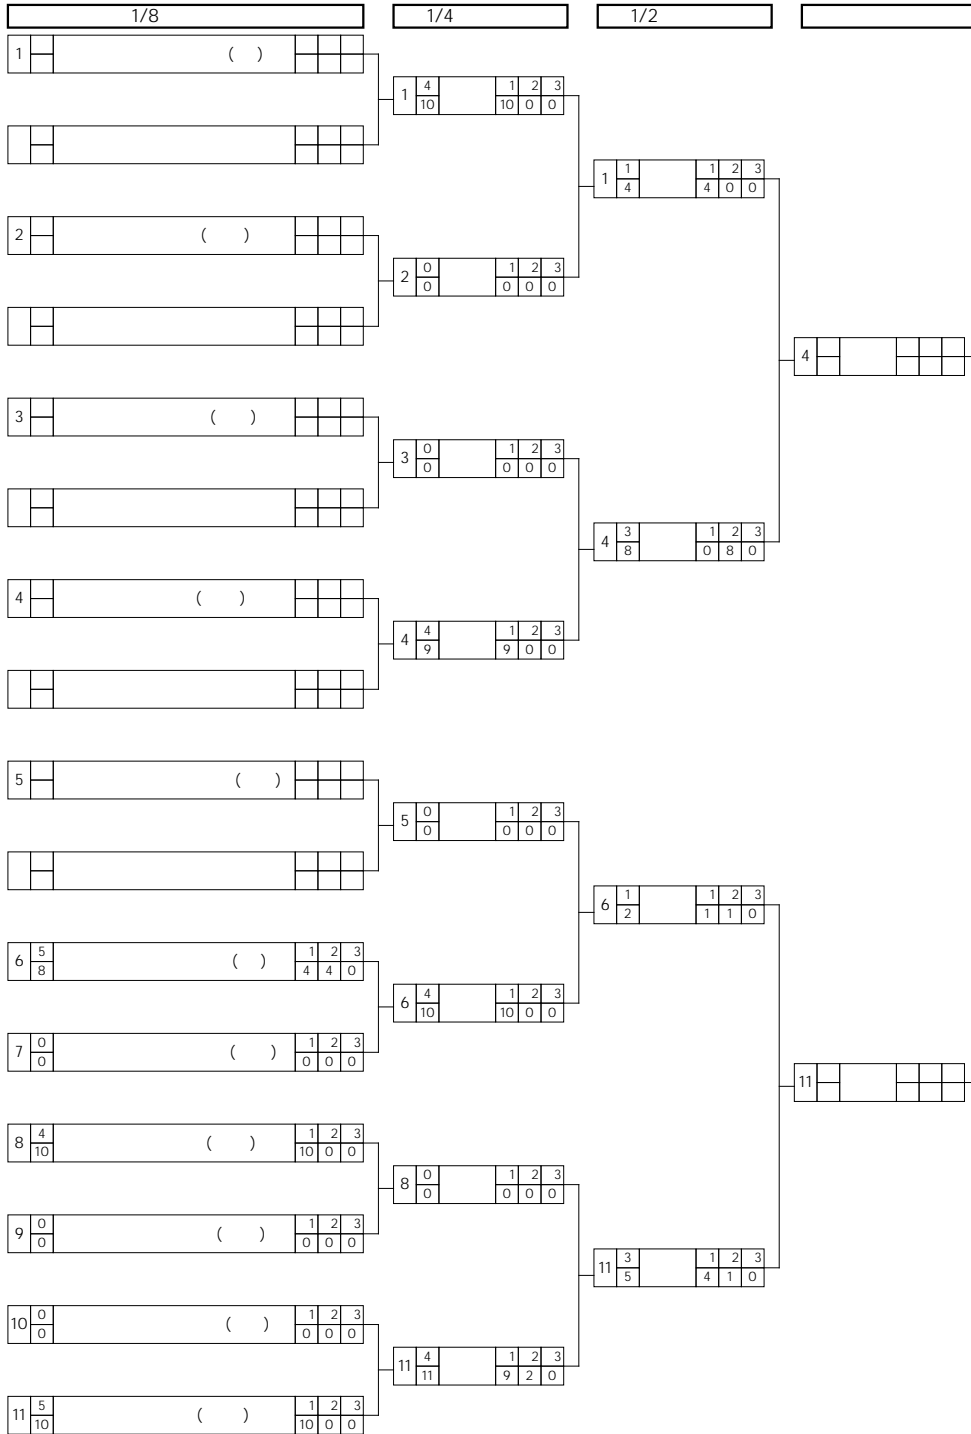 1/8 1/4 1/2
1 ( )
1 4 1 2 3
10 10 0 0
1 1 1 2 3
4 4 0 0
2 ( )
2 0 1 2 3
0 0 0 0
4
3 ( )
3 0 1 2 3
0 0 0 0
4 3 1 2 3
8 0 8 0
4 ( )
4 4 1 2 3
9 9 0 0
5 ( )
5 0 1 2 3
0 0 0 0
6 1 1 2 3
2 1 1 0
6 5 ( ) 1 2 3
8 4 4 0
6 4 1 2 3
10 10 0 0
7 0 ( ) 1 2 3
0 0 0 0
11
8 4 ( ) 1 2 3
10 10 0 0
8 0 1 2 3
0 0 0 0
9 0 ( ) 1 2 3
0 0 0 0
11 3 1 2 3
5 4 1 0
10 0 ( ) 1 2 3
0 0 0 0
11 4 1 2 3
11 9 2 0
11 5 ( ) 1 2 3
10 10 0 0